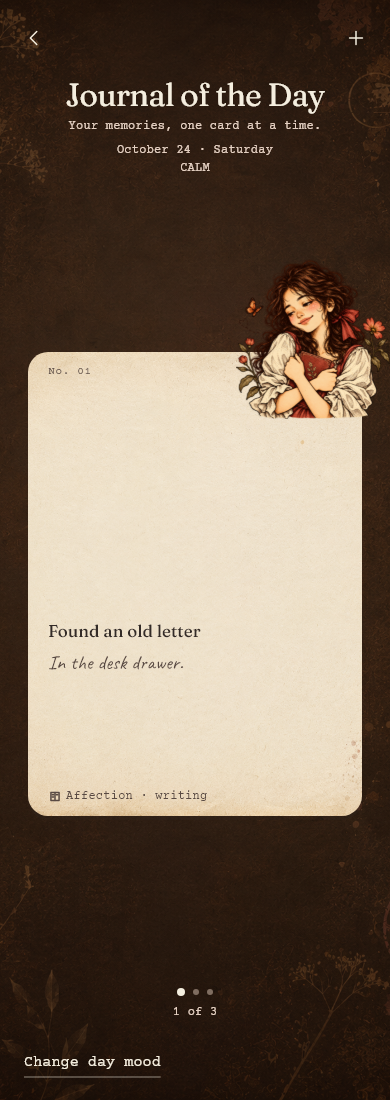 Journal of the Day
Your memories, one card at a time.
October 24 · Saturday
CALM
No. 01
Found an old letter
In the desk drawer.
Affection · writing
1 of 3
Change day mood